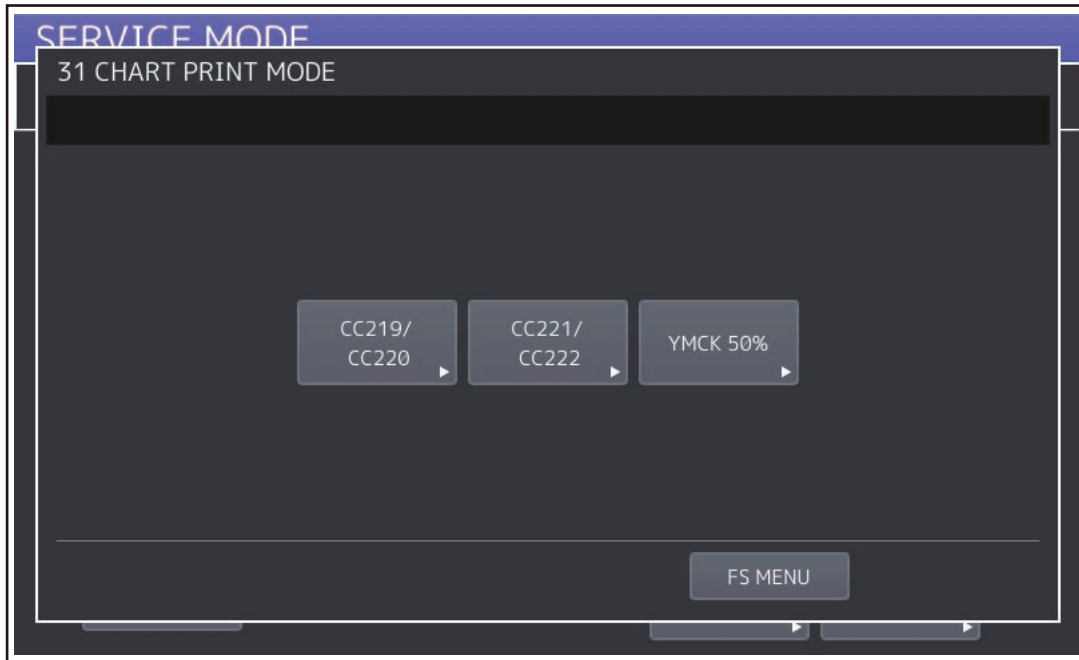 SERVICE MODE
31 CHART PRINT MODE
CC219/
CC220
CC221/
CC222
YMCK 50%
FS MENU